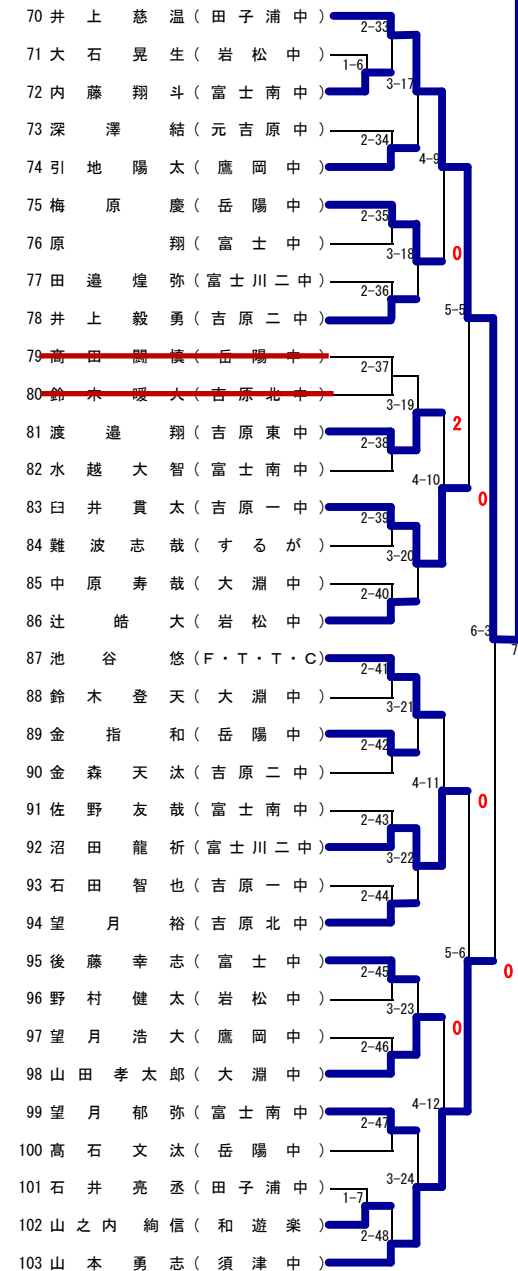 70 井上慈温（田子浦中）
2-33
71 大石晃生（岩松中）
1-6
72 内藤翔斗（富士南中）
3-17
73 深澤結（元吉原中）
2-34
74 引地陽太（鷹岡中）
4-9
75 梅原慶（岳陽中）
2-35
76 原翔（富士中）
3-18
0
77 田邉煌弥（富士川二中）
2-36
78 井上毅勇（吉原二中）
5-5
79 髙田闘慎（岳陽中）
2-37
80 鈴木暖人（吉原北中）
3-19
2
81 渡邉翔（吉原東中）
2-38
82 水越大智（富士南中）
4-10
0
83 臼井貫太（吉原一中）
2-39
84 難波志哉（するが）
3-20
85 中原寿哉（大淵中）
2-40
86 辻皓大（岩松中）
6-3
7
87 池谷悠（F・T・T・C）
2-41
88 鈴木登天（大淵中）
3-21
89 金指和（岳陽中）
2-42
90 金森天汰（吉原二中）
4-11
0
91 佐野友哉（富士南中）
2-43
92 沼田龍祈（富士川二中）
3-22
93 石田智也（吉原一中）
2-44
94 望月裕（吉原北中）
5-6
95 後藤幸志（富士中）
2-45
0
96 野村健太（岩松中）
3-23
0
97 望月浩大（鷹岡中）
2-46
98 山田孝太郎（大淵中）
4-12
99 望月郁弥（富士南中）
2-47
100 髙石文汰（岳陽中）
3-24
101 石井亮丞（田子浦中）
1-7
102 山之内絢信（和遊楽）
2-48
103 山本勇志（須津中）